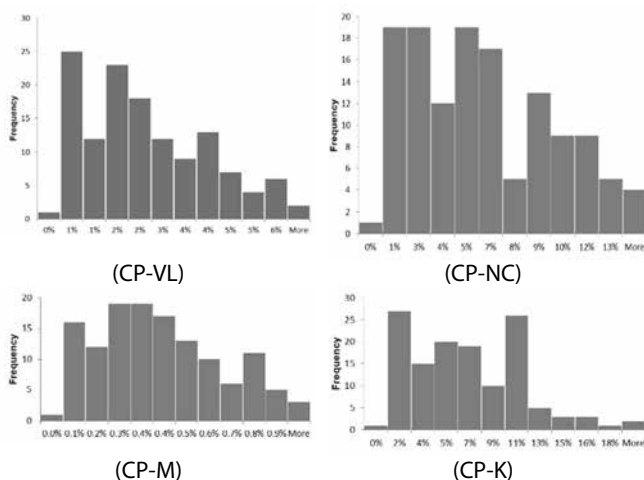 30
25
20
15
10
5
0
Frequency
0% 1% 1% 2% 2% 3% 4% 4% 5% 5% 6% More
(CP-VL)
20
18
16
14
12
10
8
6
4
2
0
Frequency
0% 1% 3% 4% 5% 7% 8% 9% 10% 12% 13% More
(CP-NC)
20
15
10
5
0
Frequency
0.0% 0.1% 0.2% 0.3% 0.4% 0.4% 0.5% 0.6% 0.7% 0.8% 0.9% More
(CP-M)
30
25
20
15
10
5
0
Frequency
0% 2% 4% 5% 7% 9% 11% 13% 15% 16% 18% More
(CP-K)